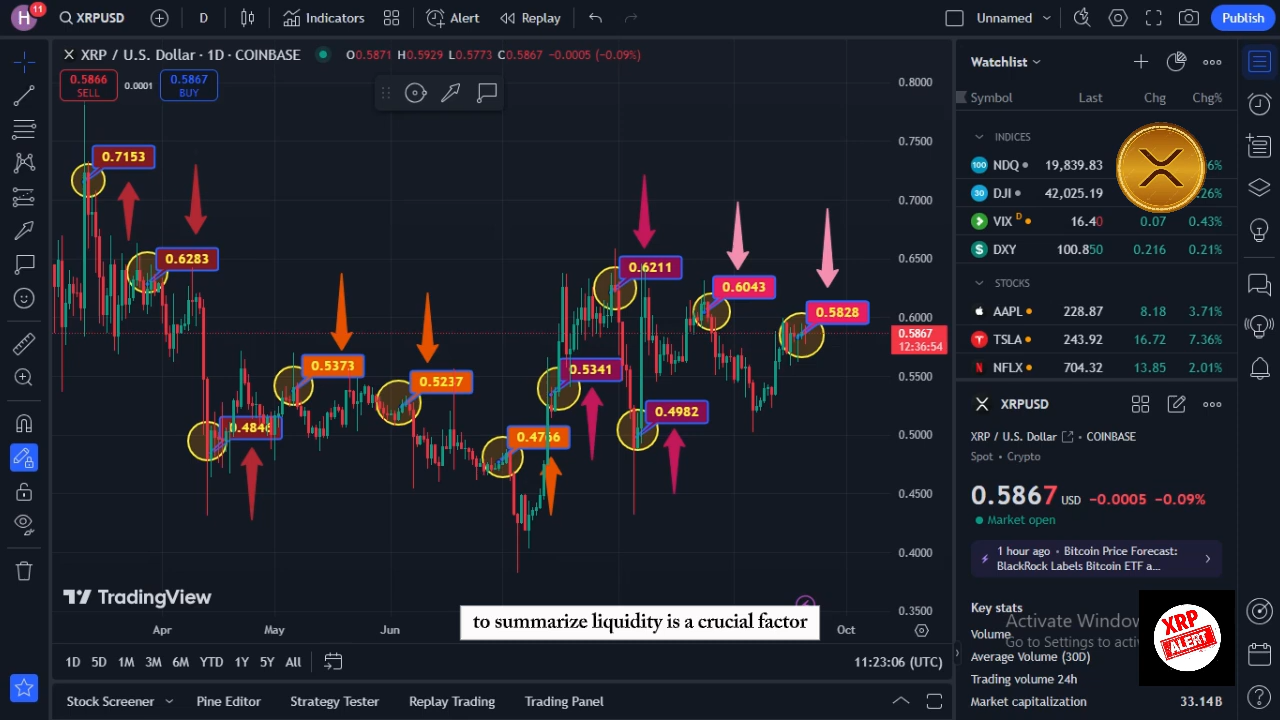 H
11
XRPUSD
D
Indicators
Alert
Replay
Unnamed
Publish
XRP / U.S. Dollar · 1D · COINBASE
O0.5871 H0.5929 L0.5773 C0.5867 −0.0005 (−0.09%)
0.5866
SELL
0.0001
0.5867
BUY
0.7153
0.6283
0.4846
0.5373
0.5237
0.4766
0.5341
0.6211
0.4982
0.6043
0.5828
0.8000
0.7500
0.7000
0.6500
0.6000
0.5867
12:36:54
0.5500
0.5000
0.4500
0.4000
0.3500
TradingView
to summarize liquidity is a crucial factor
Apr
May
Jun
Oct
1D 5D 1M 3M 6M YTD 1Y 5Y All
11:23:06 (UTC)
Stock Screener
Pine Editor
Strategy Tester
Replay Trading
Trading Panel
Watchlist
Symbol Last Chg Chg%
INDICES
100 NDQ 19,839.83 6%
30 DJI 42,025.19 .26%
VIX D 16.40 0.07 0.43%
$ DXY 100.850 0.216 0.21%
STOCKS
AAPL 228.87 8.18 3.71%
TSLA 243.92 16.72 7.36%
N NFLX 704.32 13.85 2.01%
XRPUSD
XRP / U.S. Dollar · COINBASE
Spot · Crypto
0.5867 USD −0.0005 −0.09%
Market open
1 hour ago · Bitcoin Price Forecast:
BlackRock Labels Bitcoin ETF a...
Key stats
Activate Window
Volume
Go to Settings to activ
Average Volume (30D)
Trading volume 24h
Market capitalization 33.14B
XRP
ALERT